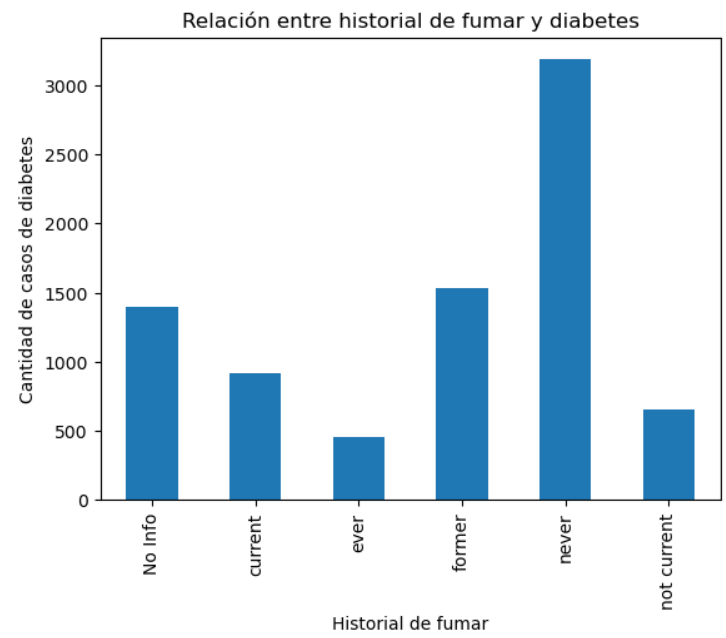 Relación entre historial de fumar y diabetes
Cantidad de casos de diabetes
3000
2500
2000
1500
1000
500
0
No Info
current
ever
former
never
not current
Historial de fumar